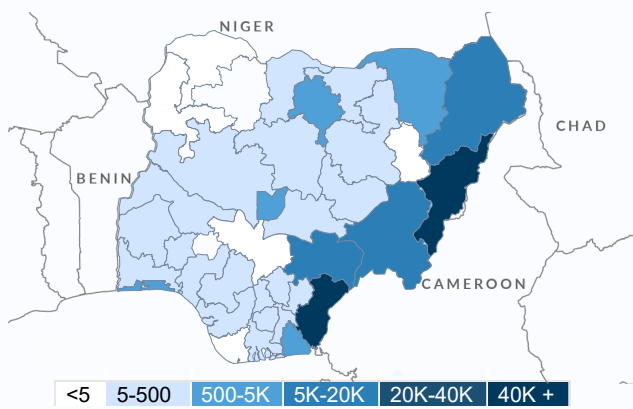 NIGER
CHAD
BENIN
CAMEROON
<5 5-500 500-5K 5K-20K 20K-40K 40K +